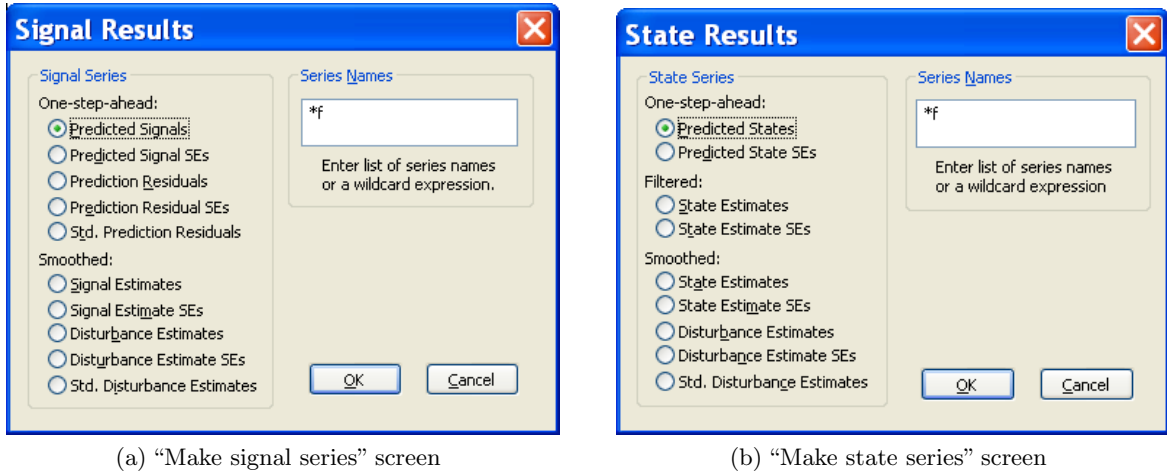 Signal Results
Signal Series
One-step-ahead:
Predicted Signals
Predicted Signal SEs
Prediction Residuals
Prediction Residual SEs
Std. Prediction Residuals
Smoothed:
Signal Estimates
Signal Estimate SEs
Disturbance Estimates
Disturbance Estimate SEs
Std. Disturbance Estimates
Series Names
*f
Enter list of series names
or a wildcard expression.
OK
Cancel
(a) “Make signal series” screen
State Results
State Series
One-step-ahead:
Predicted States
Predicted State SEs
Filtered:
State Estimates
State Estimate SEs
Smoothed:
State Estimates
State Estimate SEs
Disturbance Estimates
Disturbance Estimate SEs
Std. Disturbance Estimates
Series Names
*f
Enter list of series names
or a wildcard expression
OK
Cancel
(b) “Make state series” screen